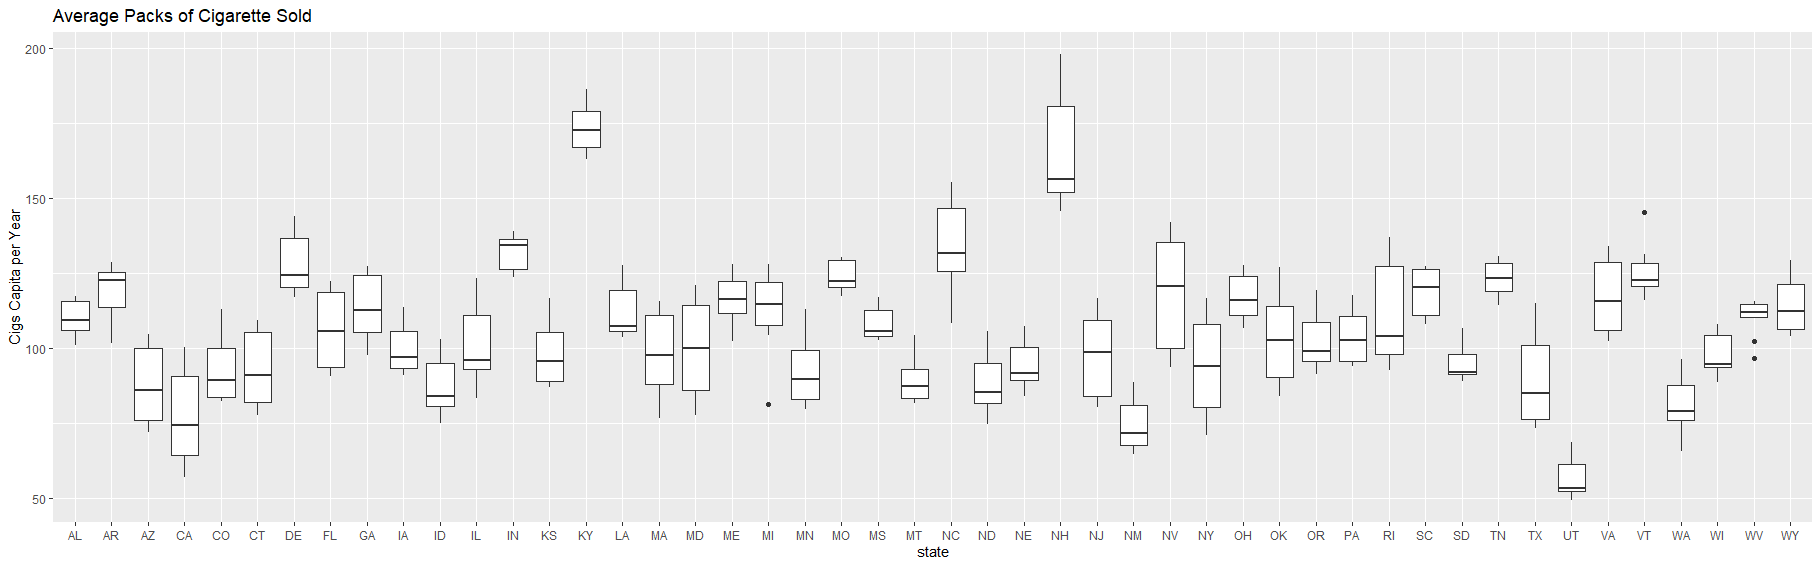 Average Packs of Cigarette Sold
200
150
100
50
Cigs Capita per Year
AL AR AZ CA CO CT DE FL GA IA ID IL IN KS KY LA MA MD ME MI MN MO MS MT NC ND NE NH NJ NM NV NY OH OK OR PA RI SC SD TN TX UT VA VT WA WI WV WY
state